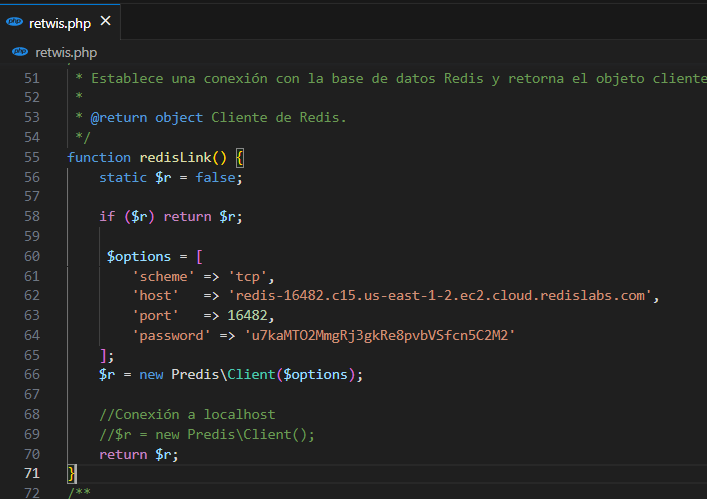 php retwis.php ×
php retwis.php
51 * Establece una conexión con la base de datos Redis y retorna el objeto cliente
52 *
53 * @return object Cliente de Redis.
54 */
55 function redisLink() {
56 static $r = false;
57
58 if ($r) return $r;
59
60 $options = [
61 'scheme' => 'tcp',
62 'host' => 'redis-16482.c15.us-east-1-2.ec2.cloud.redislabs.com',
63 'port' => 16482,
64 'password' => 'u7kaMTO2MmgRj3gkRe8pvbVSfcn5C2M2'
65 ];
66 $r = new Predis\Client($options);
67
68 //Conexión a localhost
69 //$r = new Predis\Client();
70 return $r;
71 }
72 /**